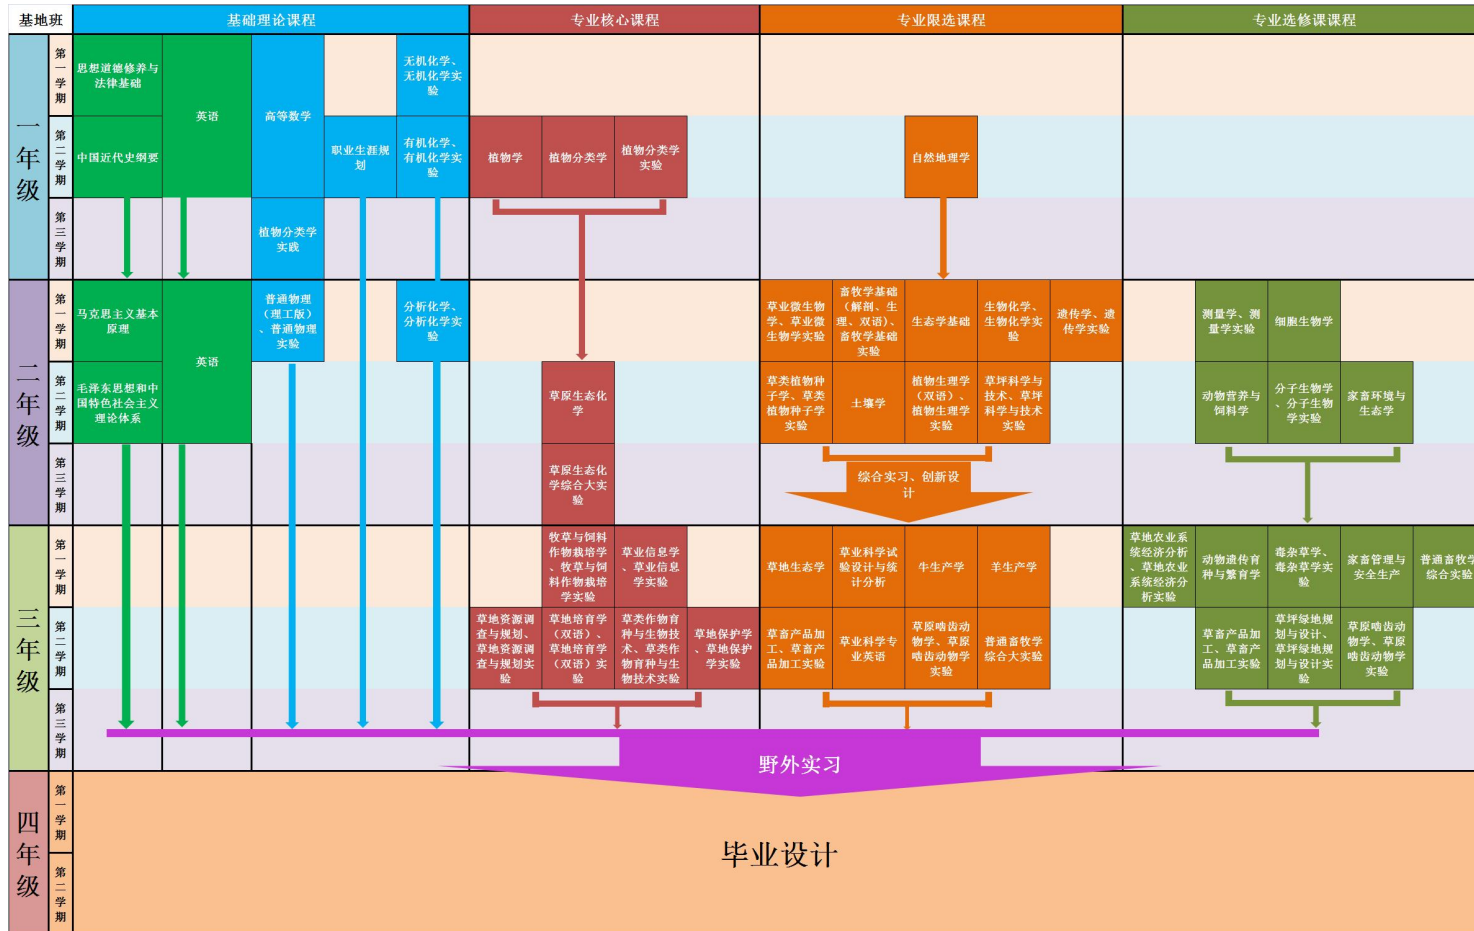 基地班
基础理论课程
专业核心课程
专业限选课程
专业选修课课程
一年级
第一学期
思想道德修养与
法律基础
英语
高等数学
无机化学、
无机化学实
验
第二学期
中国近代史纲要
职业生涯规
划
有机化学、
有机化学实
验
植物学
植物分类学
植物分类学
实验
自然地理学
第三学期
植物分类学
实践
二年级
第一学期
马克思主义基本
原理
英语
普通物理
（理工版）
、普通物理
实验
分析化学、
分析化学实
验
草业微生物
学、草业微
生物学实验
畜牧学基础
（解剖、生
理、双语）、
畜牧学基础
实验
生态学基础
生物化学、
生物化学实
验
遗传学、遗
传学实验
测量学、测
量学实验
细胞生物学
第二学期
毛泽东思想和中
国特色社会主义
理论体系
草原生态化
学
草类植物种
子学、草类
植物种子学
实验
土壤学
植物生理学
（双语）、
植物生理学
实验
草坪科学与
技术、草坪
科学与技术
实验
动物营养与
饲料学
分子生物学
、分子生物
学实验
家畜环境与
生态学
第三学期
草原生态化
学综合大实
验
综合实习、创新设
计
三年级
第一学期
牧草与饲料
作物栽培学
、牧草与饲
料作物栽培
学实验
草业信息学
、草业信息
学实验
草地生态学
草业科学试
验设计与统
计分析
牛生产学
羊生产学
草地农业系
统经济分析
、草地农业
系统经济分
析实验
动物遗传育
种与繁育学
毒杂草学、
毒杂草学实
验
家畜管理与
安全生产
普通畜牧学
综合实验
第二学期
草地资源调
查与规划、
草地资源调
查与规划实
验
草地培育学
（双语）、
草地培育学
（双语）实
验
草类作物育
种与生物技
术、草类作
物育种与生
物技术实验
草地保护学
、草地保护
学实验
草畜产品加
工、草畜产
品加工实验
草业科学专
业英语
草原啮齿动
物学、草原
啮齿动物学
实验
普通畜牧学
综合大实验
草畜产品加
工、草畜产
品加工实验
草坪绿地规
划与设计、
草坪绿地规
划与设计实
验
草原啮齿动
物学、草原
啮齿动物学
实验
第三学期
野外实习
四年级
第一学期
毕业设计
第二学期